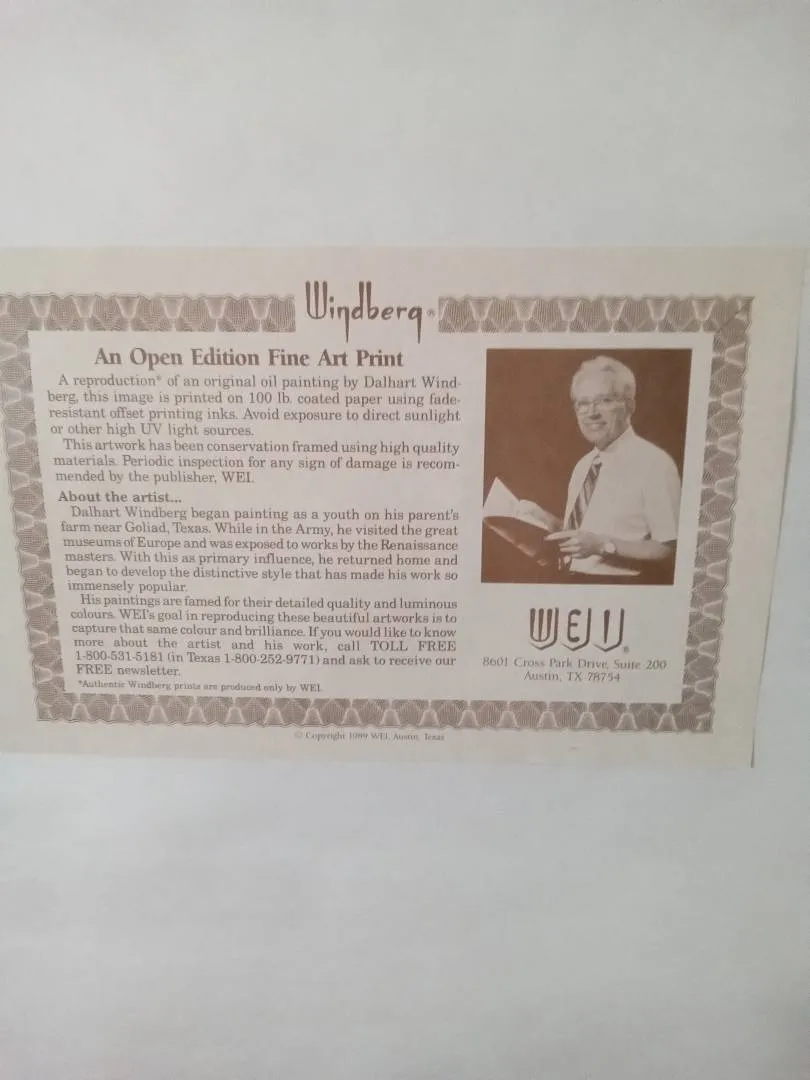 Windberg®
An Open Edition Fine Art Print
A reproduction* of an original oil painting by Dalhart Wind-
berg, this image is printed on 100 lb. coated paper using fade-
resistant offset printing inks. Avoid exposure to direct sunlight
or other high UV light sources.
This artwork has been conservation framed using high quality
materials. Periodic inspection for any sign of damage is recom-
mended by the publisher, WEI.
About the artist...
Dalhart Windberg began painting as a youth on his parent's
farm near Goliad, Texas. While in the Army, he visited the great
museums of Europe and was exposed to works by the Renaissance
masters. With this as primary influence, he returned home and
began to develop the distinctive style that has made his work so
immensely popular.
His paintings are famed for their detailed quality and luminous
colours. WEI's goal in reproducing these beautiful artworks is to
capture that same colour and brilliance. If you would like to know
more about the artist and his work, call TOLL FREE
1-800-531-5181 (in Texas 1-800-252-9771) and ask to receive our
FREE newsletter.
*Authentic Windberg prints are produced only by WEI.
WEI®
8601 Cross Park Drive, Suite 200
Austin, TX 78754
© Copyright 1989 WEI, Austin, Texas